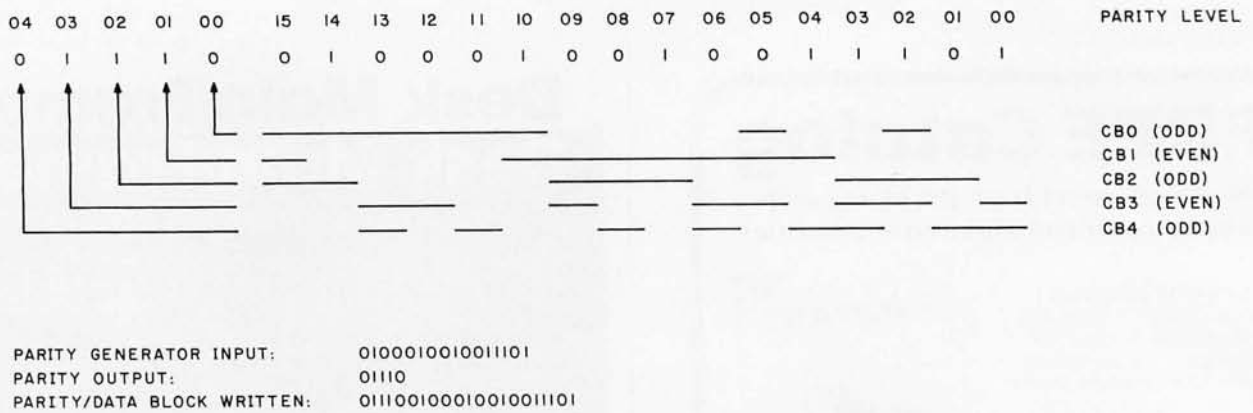 04 03 02 01 00 15 14 13 12 11 10 09 08 07 06 05 04 03 02 01 00 PARITY LEVEL
0 1 1 1 0 0 1 0 0 0 1 0 0 1 0 0 1 1 1 0 1
CB0 (ODD)
CB1 (EVEN)
CB2 (ODD)
CB3 (EVEN)
CB4 (ODD)
PARITY GENERATOR INPUT: 0100010010011101
PARITY OUTPUT: 01110
PARITY/DATA BLOCK WRITTEN: 011100100010010011101